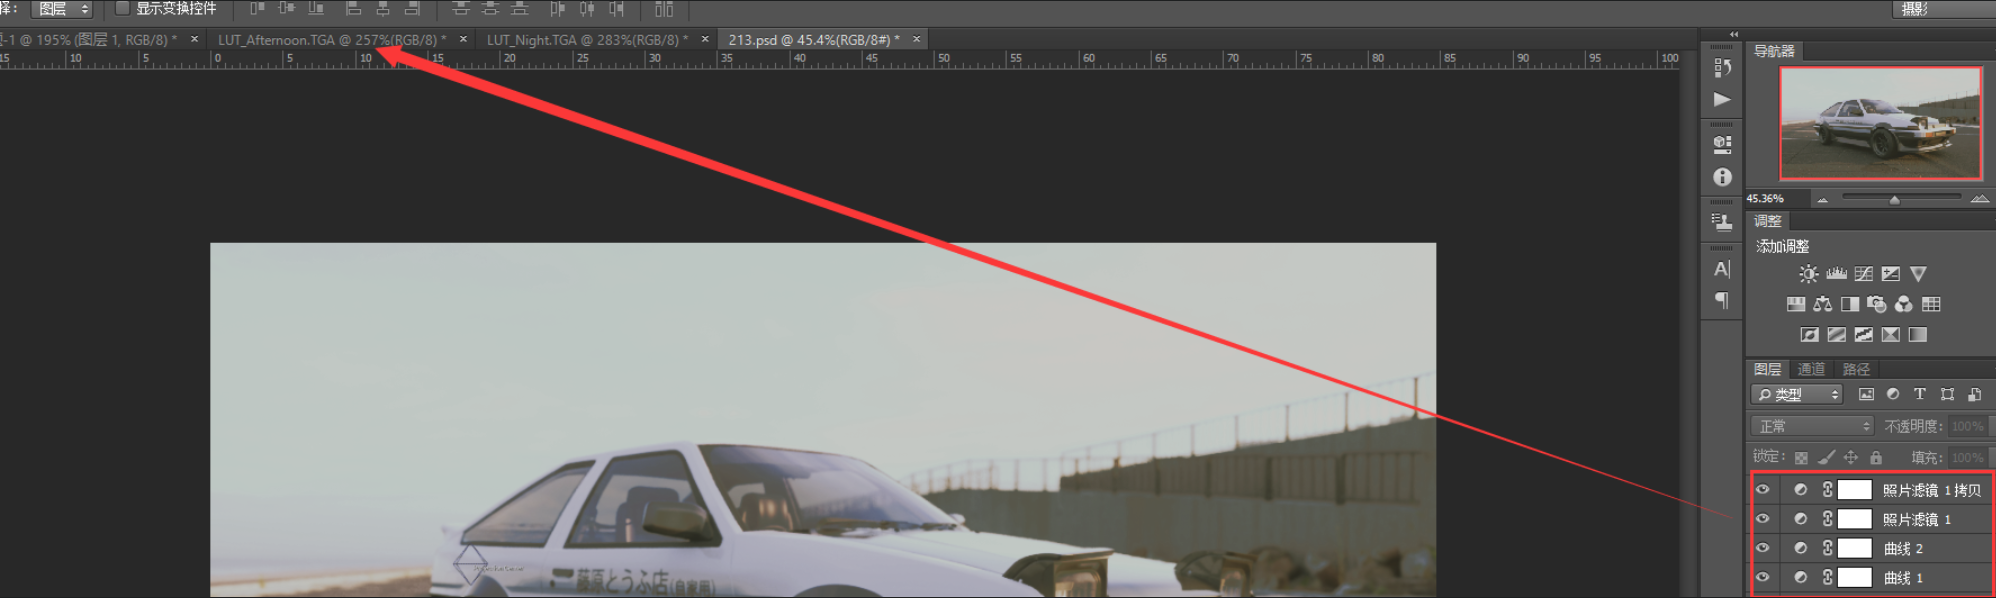 择： 图层 显示变换控件 摄影
-1 @ 195% (图层 1, RGB/8) * × LUT_Afternoon.TGA @ 257%(RGB/8) * × LUT_Night.TGA @ 283%(RGB/8) * × 213.psd @ 45.4%(RGB/8#) * ×
15 10 5 0 5 10 15 20 25 30 35 40 45 50 55 60 65 70 75 80 85 90 95 100
导航器
45.36%
调整
添加调整
图层 通道 路径
类型
正常 不透明度： 100%
锁定： 填充： 100%
照片滤镜 1 拷贝
照片滤镜 1
曲线 2
曲线 1
藤原とうふ店(自家用)